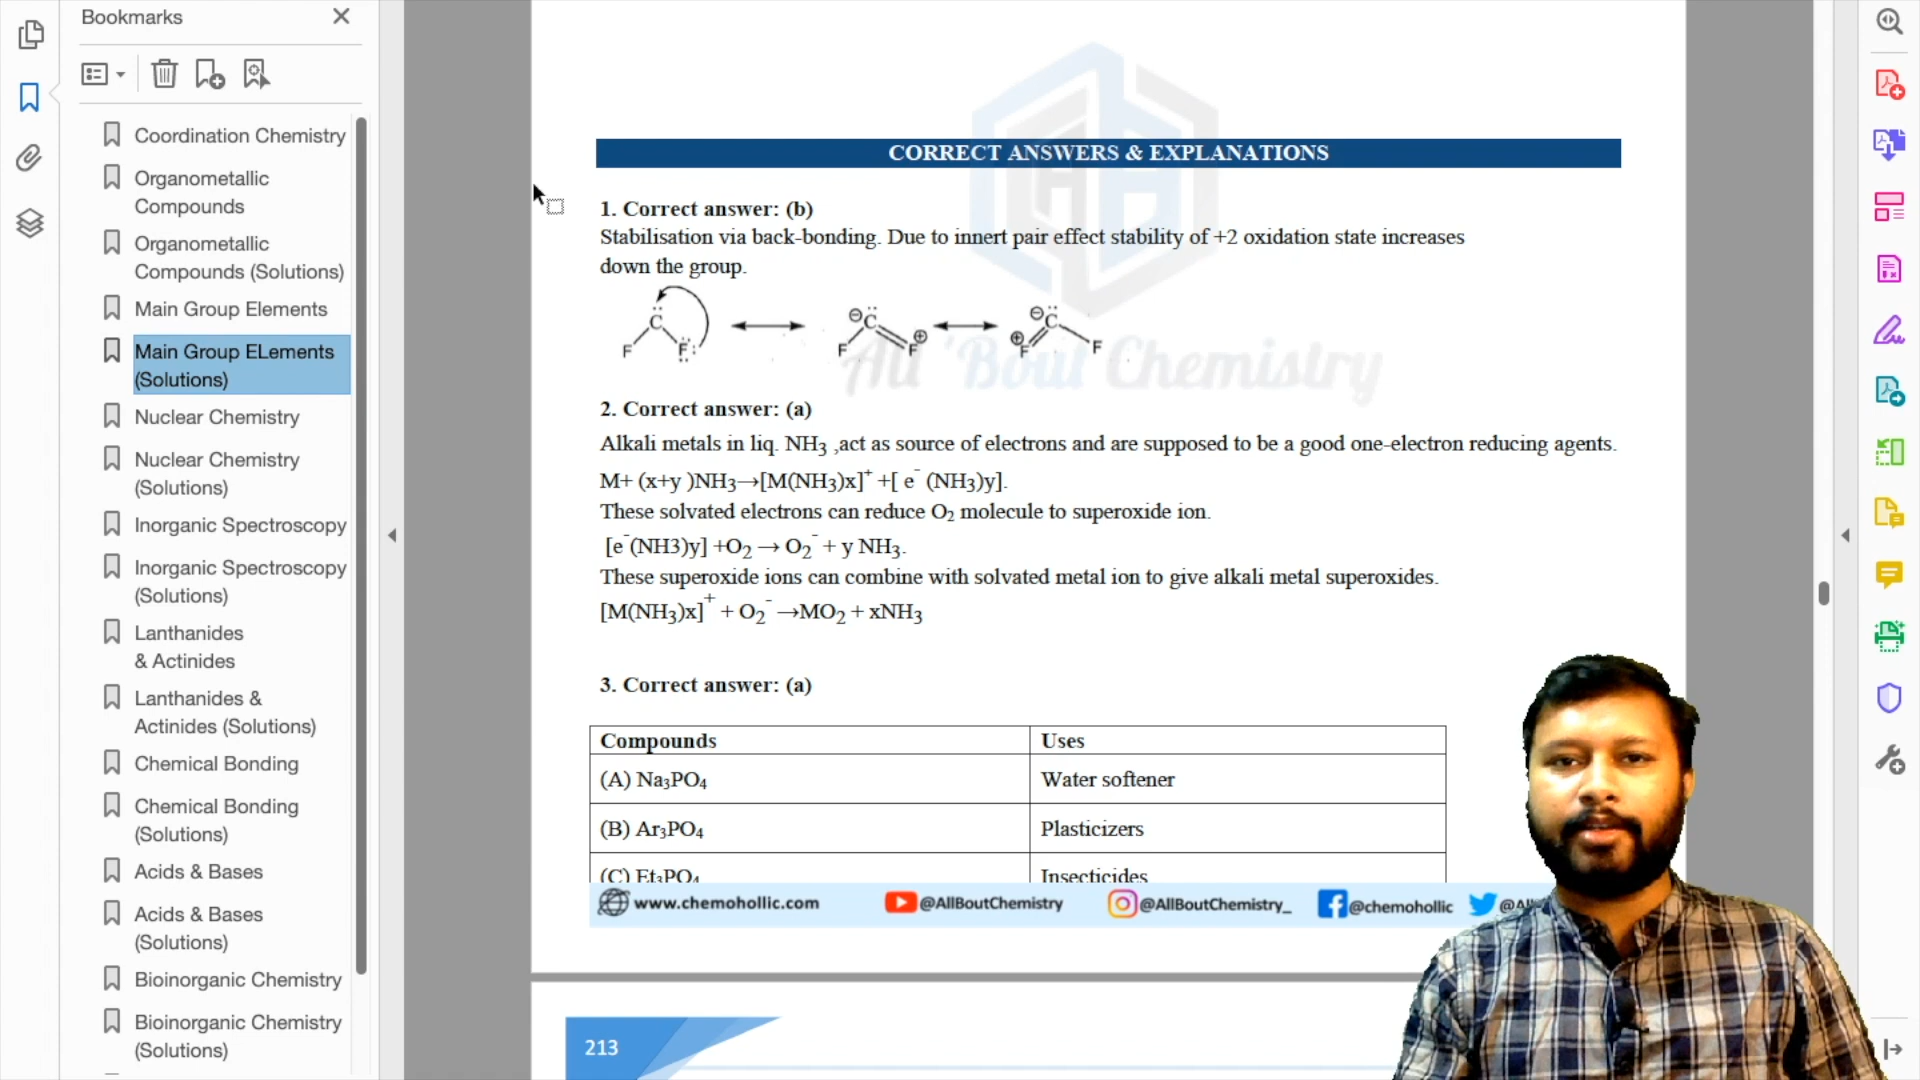 Bookmarks
Coordination Chemistry
Organometallic
Compounds
Organometallic
Compounds (Solutions)
Main Group Elements
Main Group ELements
(Solutions)
Nuclear Chemistry
Nuclear Chemistry
(Solutions)
Inorganic Spectroscopy
Inorganic Spectroscopy
(Solutions)
Lanthanides
& Actinides
Lanthanides &
Actinides (Solutions)
Chemical Bonding
Chemical Bonding
(Solutions)
Acids & Bases
Acids & Bases
(Solutions)
Bioinorganic Chemistry
Bioinorganic Chemistry
(Solutions)
CORRECT ANSWERS & EXPLANATIONS
1. Correct answer: (b)
Stabilisation via back-bonding. Due to innert pair effect stability of +2 oxidation state increases
down the group.
C F F: ⊖C F F⊕ ⊖C ⊕F F
All 'Bout Chemistry
2. Correct answer: (a)
Alkali metals in liq. NH₃ ,act as source of electrons and are supposed to be a good one-electron reducing agents.
M+ (x+y )NH₃→[M(NH₃)x]⁺ +[ e⁻ (NH₃)y].
These solvated electrons can reduce O₂ molecule to superoxide ion.
[e⁻(NH3)y] +O₂ → O₂⁻ + y NH₃.
These superoxide ions can combine with solvated metal ion to give alkali metal superoxides.
[M(NH₃)x]⁺ + O₂⁻ →MO₂ + xNH₃
3. Correct answer: (a)
Compounds Uses
(A) Na₃PO₄ Water softener
(B) Ar₃PO₄ Plasticizers
(C) Et₃PO₄ Insecticides
www.chemohollic.com @AllBoutChemistry @AllBoutChemistry_ @chemohollic
213